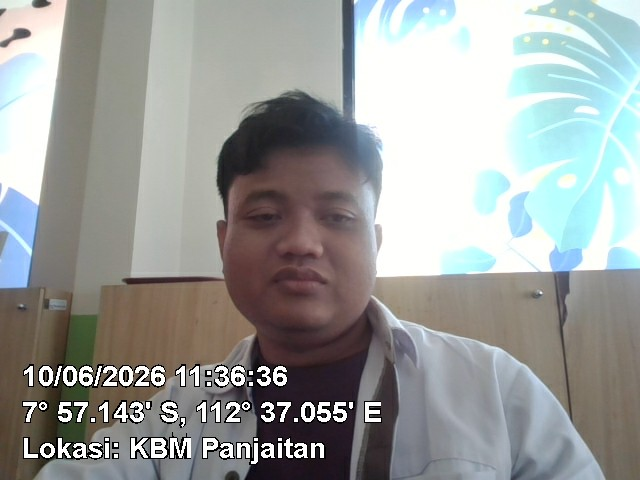 10/06/2026 11:36:36
7° 57.143' S, 112° 37.055' E
Lokasi: KBM Panjaitan